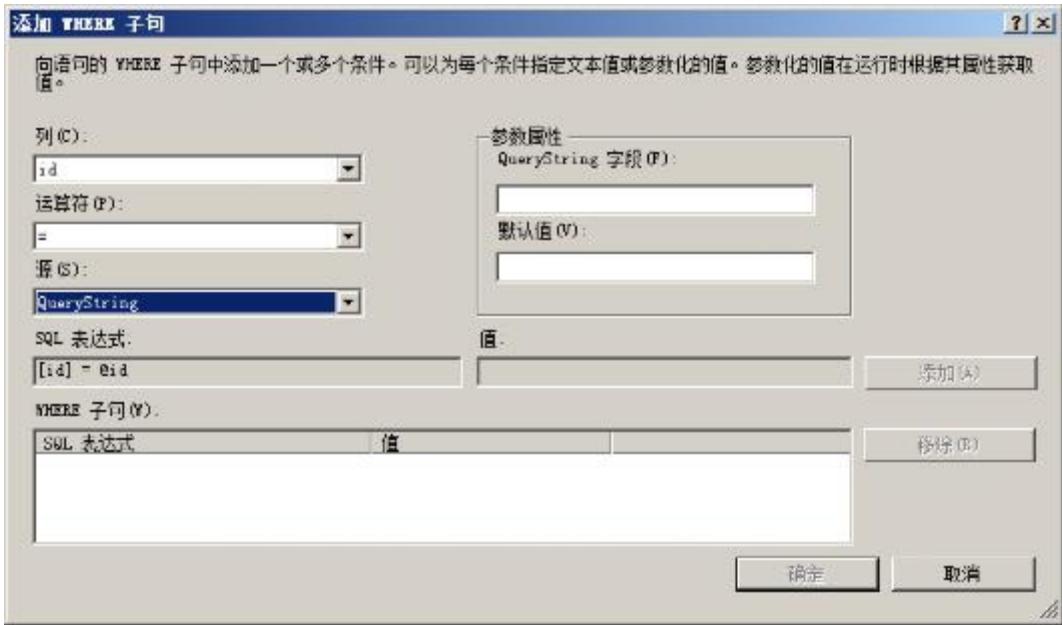 添加 WHERE 子句
向语句的 WHERE 子句中添加一个或多个条件。可以为每个条件指定文本值或参数化的值。参数化的值在运行时根据其属性获取
值。
列(C):
id
运算符(P):
=
源(S):
QueryString
参数属性
QueryString 字段(F):
默认值(V):
SQL 表达式:
[id] = @id
值:
添加(A)
WHERE 子句(W):
SQL 表达式 值
移除(R)
确定 取消